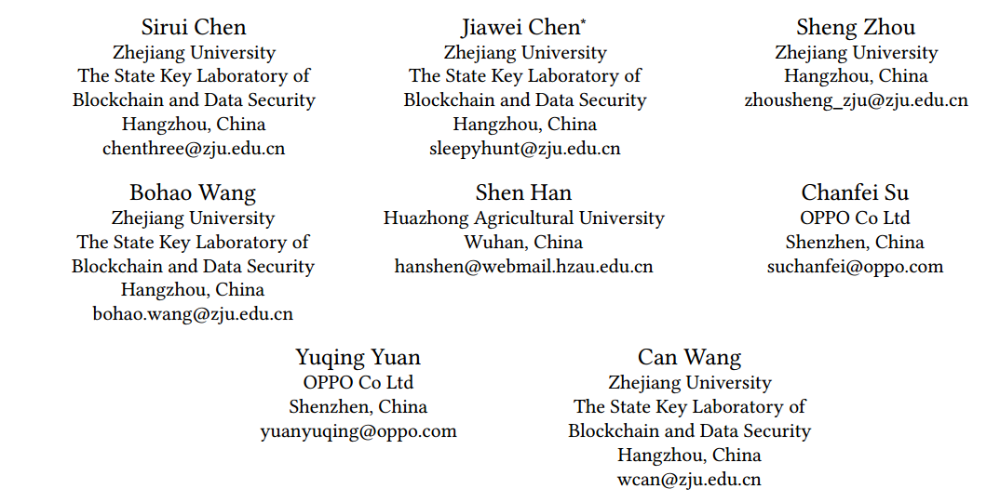 Sirui Chen
Zhejiang University
The State Key Laboratory of
Blockchain and Data Security
Hangzhou, China
chenthree@zju.edu.cn
Jiawei Chen*
Zhejiang University
The State Key Laboratory of
Blockchain and Data Security
Hangzhou, China
sleepyhunt@zju.edu.cn
Sheng Zhou
Zhejiang University
Hangzhou, China
zhousheng_zju@zju.edu.cn
Bohao Wang
Zhejiang University
The State Key Laboratory of
Blockchain and Data Security
Hangzhou, China
bohao.wang@zju.edu.cn
Shen Han
Huazhong Agricultural University
Wuhan, China
hanshen@webmail.hzau.edu.cn
Chanfei Su
OPPO Co Ltd
Shenzhen, China
suchanfei@oppo.com
Yuqing Yuan
OPPO Co Ltd
Shenzhen, China
yuanyuqing@oppo.com
Can Wang
Zhejiang University
The State Key Laboratory of
Blockchain and Data Security
Hangzhou, China
wcan@zju.edu.cn